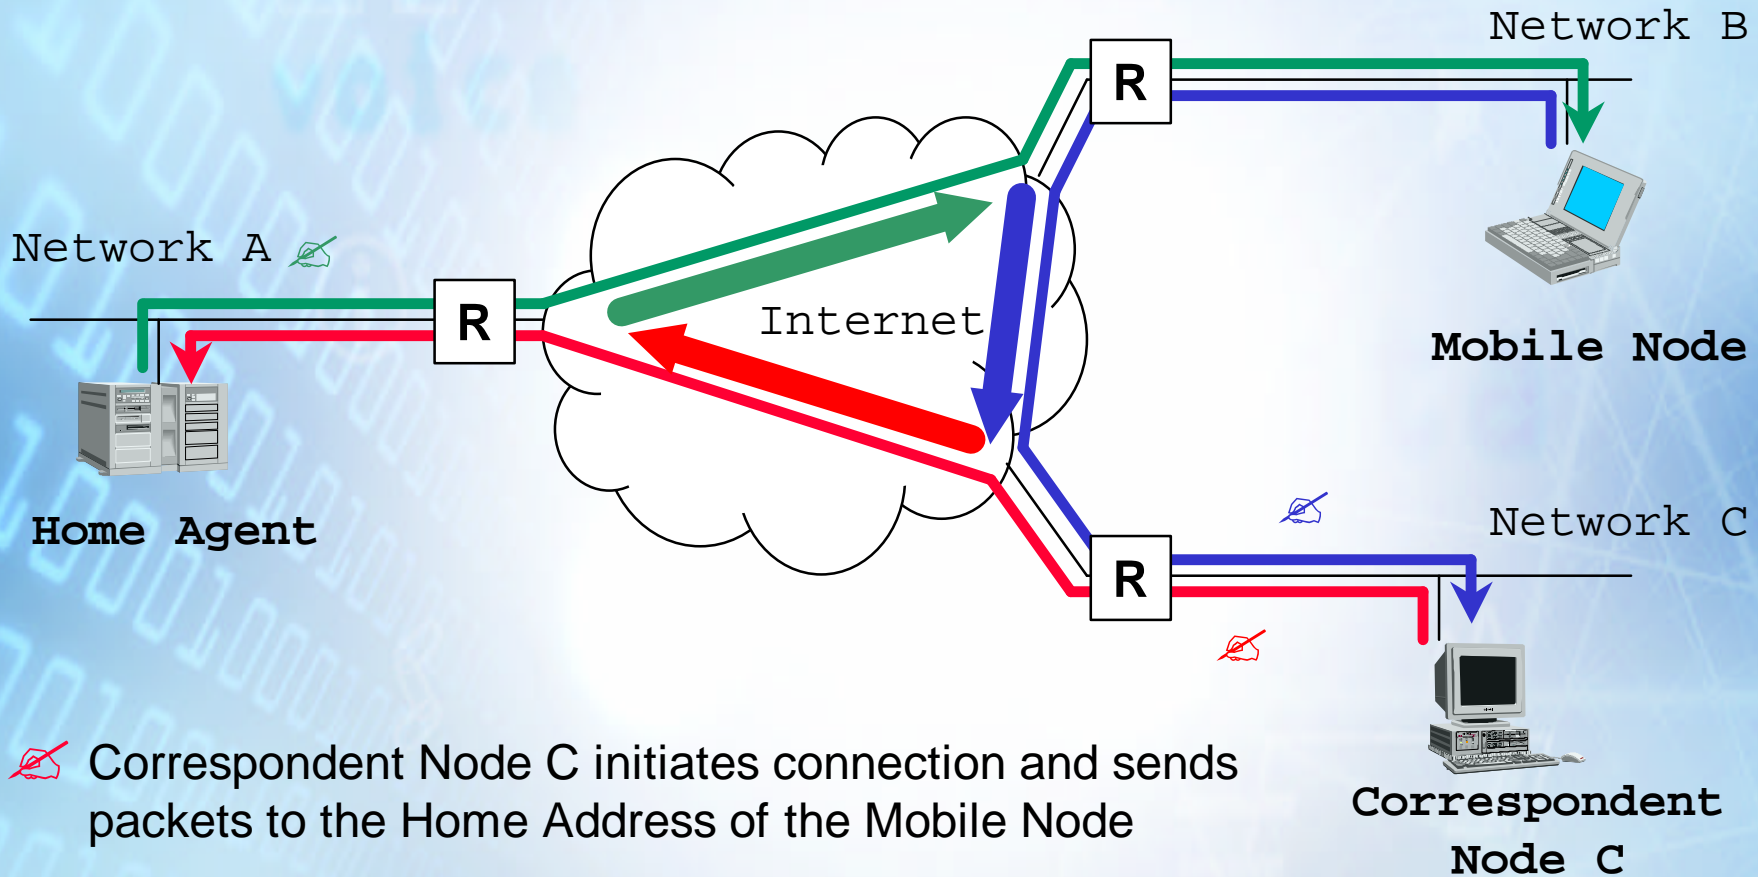 Network B
R
Network A
R
Internet
Mobile Node
Home Agent
Network C
R
Correspondent Node C initiates connection and sends
packets to the Home Address of the Mobile Node
Correspondent
Node C